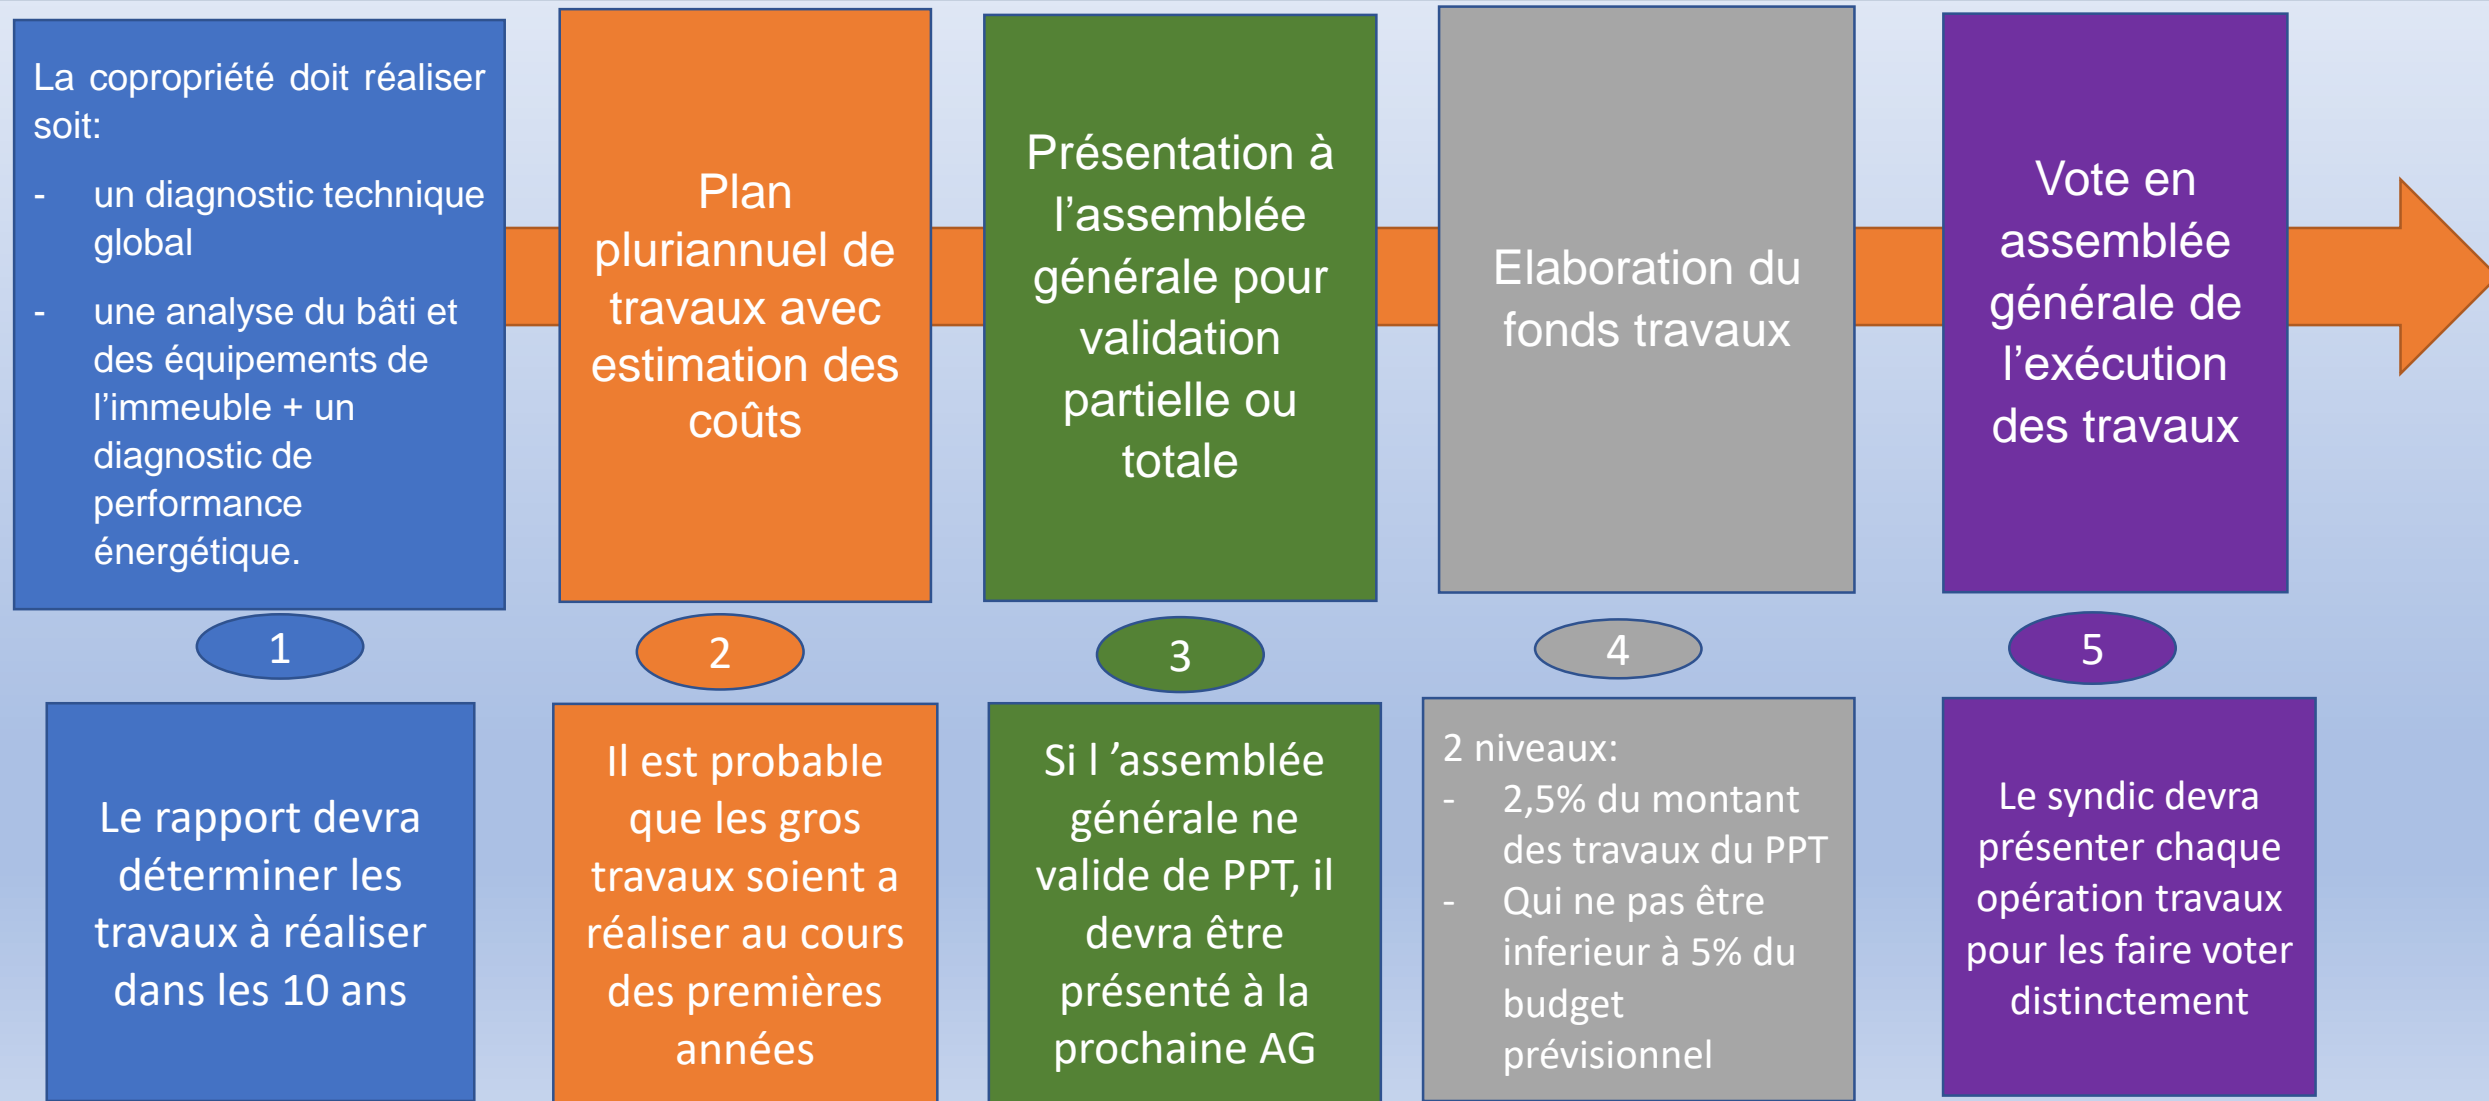 La copropriété doit réaliser
soit:
- un diagnostic technique
global
- une analyse du bâti et
des équipements de
l’immeuble + un
diagnostic de
performance
énergétique.
Plan
pluriannuel de
travaux avec
estimation des
coûts
Présentation à
l’assemblée
générale pour
validation
partielle ou
totale
Elaboration du
fonds travaux
Vote en
assemblée
générale de
l’exécution
des travaux
1
2
3
4
5
Le rapport devra
déterminer les
travaux à réaliser
dans les 10 ans
Il est probable
que les gros
travaux soient a
réaliser au cours
des premières
années
Si l ’assemblée
générale ne
valide de PPT, il
devra être
présenté à la
prochaine AG
2 niveaux:
- 2,5% du montant
des travaux du PPT
- Qui ne pas être
inferieur à 5% du
budget
prévisionnel
Le syndic devra
présenter chaque
opération travaux
pour les faire voter
distinctement